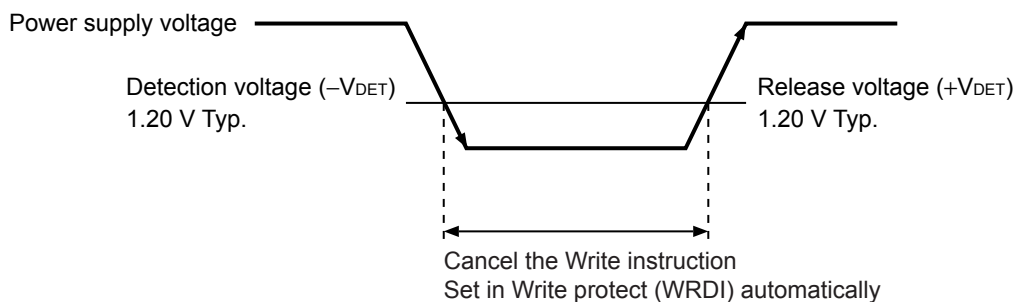 Power supply voltage
Detection voltage (−VDET)
1.20 V Typ.
Release voltage (+VDET)
1.20 V Typ.
Cancel the Write instruction
Set in Write protect (WRDI) automatically